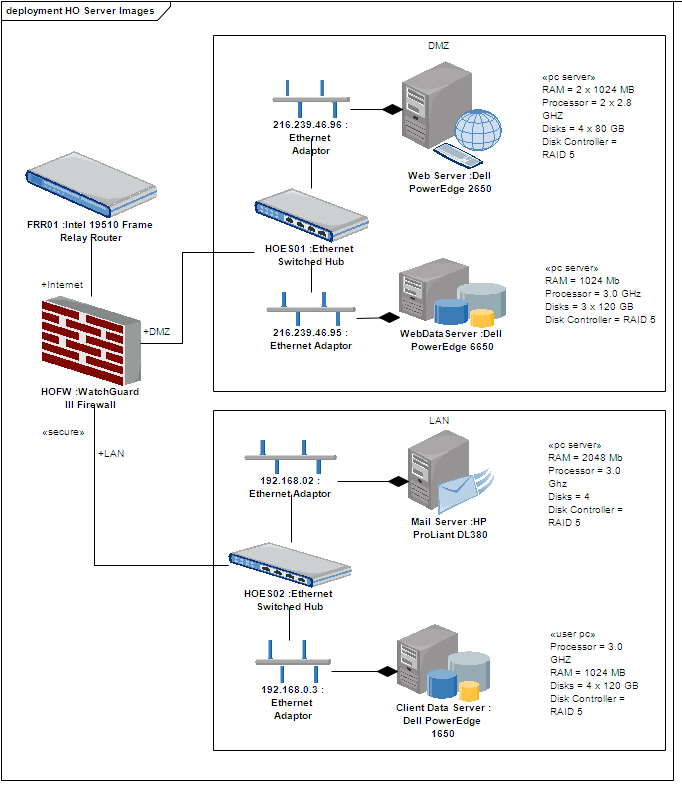 deployment HO Server Images
DMZ
216.239.46.96 :
Ethernet
Adaptor
Web Server :Dell
PowerEdge 2650
«pc server»
RAM = 2 x 1024 MB
Processor = 2 x 2.8
GHZ
Disks = 4 x 80 GB
Disk Controller =
RAID 5
FRR01 :Intel 19510 Frame
Relay Router
HOES01 :Ethernet
Switched Hub
+Internet
+DMZ
216.239.46.95 :
Ethernet Adaptor
WebDataServer :Dell
PowerEdge 6650
«pc server»
RAM = 1024 Mb
Processor = 3.0 GHz
Disks = 3 x 120 GB
Disk Controller = RAID 5
HOFW :WatchGuard
III Firewall
«secure»
+LAN
LAN
192.168.02 :
Ethernet Adaptor
Mail Server :HP
ProLiant DL380
«pc server»
RAM = 2048 Mb
Processor = 3.0
Ghz
Disks = 4
Disk Controller =
RAID 5
HOES02 :Ethernet
Switched Hub
192.168.0.3 :
Ethernet
Adaptor
Client Data Server :
Dell PowerEdge
1650
«user pc»
Processor = 3.0
GHZ
RAM = 1024 MB
Disks = 4 x 120 GB
Disk Controller =
RAID 5